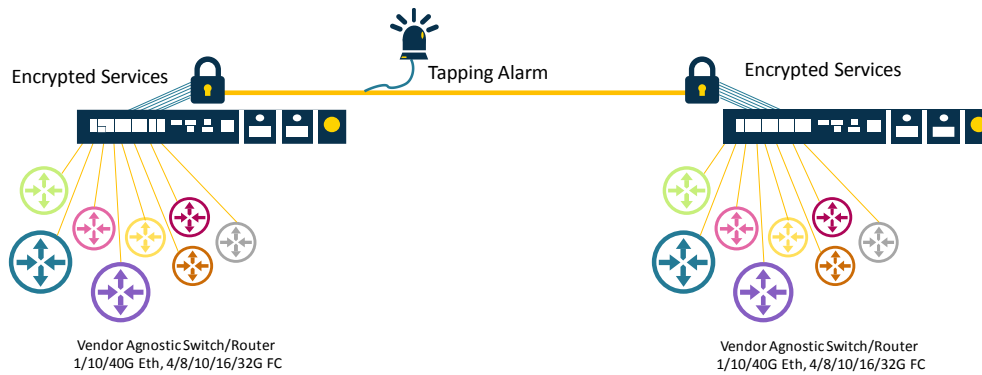 Encrypted Services
Tapping Alarm
Encrypted Services
Vendor Agnostic Switch/Router
1/10/40G Eth, 4/8/10/16/32G FC
Vendor Agnostic Switch/Router
1/10/40G Eth, 4/8/10/16/32G FC